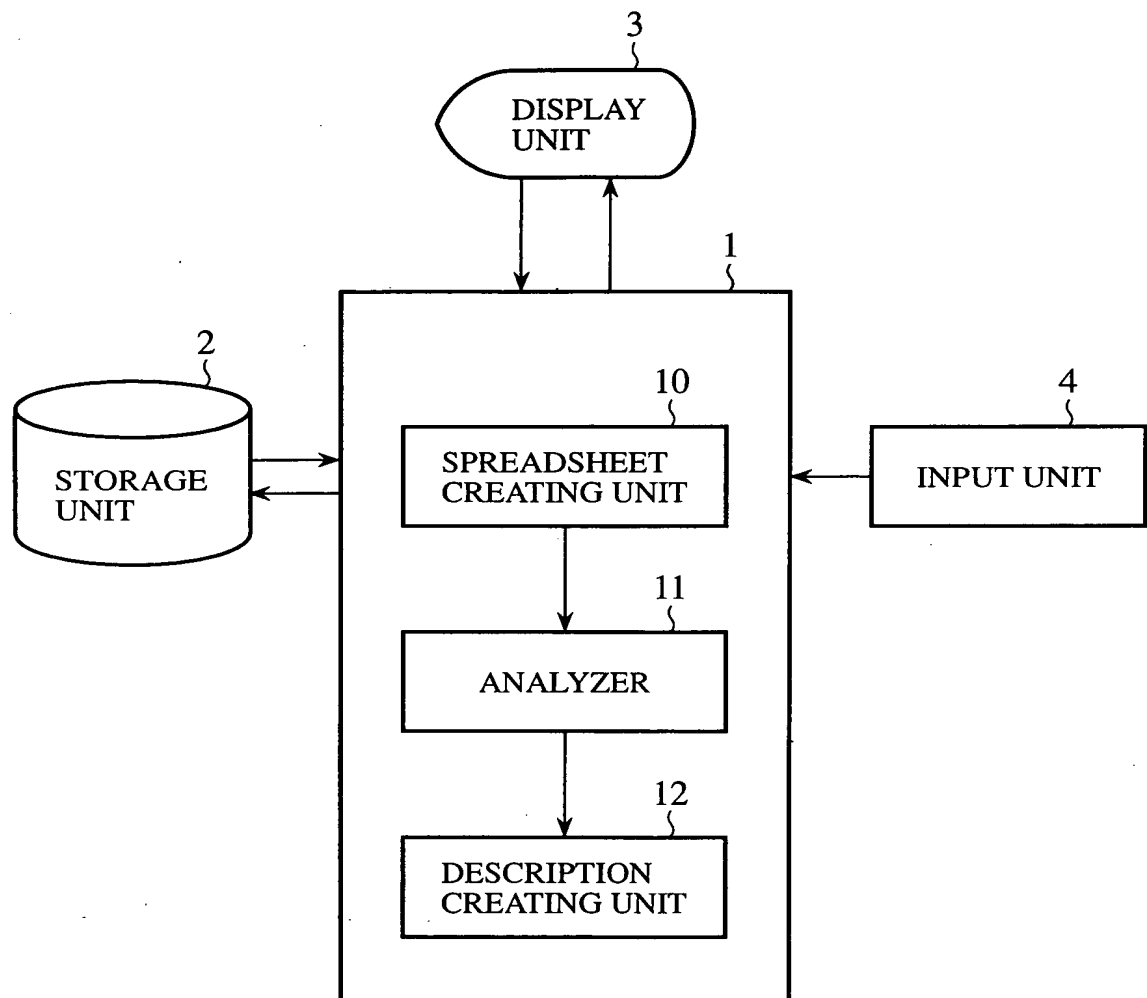 3
DISPLAY
UNIT
1
2
STORAGE
UNIT
10
SPREADSHEET
CREATING UNIT
4
INPUT UNIT
11
ANALYZER
12
DESCRIPTION
CREATING UNIT